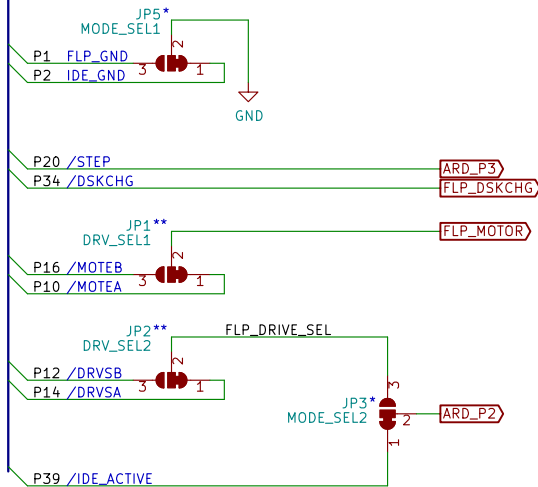 JP5*
MODE_SEL1
2
P1 FLP_GND
3 1
P2 IDE_GND
GND
P20 /STEP
ARD_P3
P34 /DSKCHG
FLP_DSKCHG
JP1**
DRV_SEL1
2
FLP_MOTOR
P16 /MOTEB
3 1
P10 /MOTEA
JP2**
DRV_SEL2
2
FLP_DRIVE_SEL
P12 /DRVSB
3 1
P14 /DRVSA
3
JP3*
MODE_SEL2
2
ARD_P2
1
P39 /IDE_ACTIVE